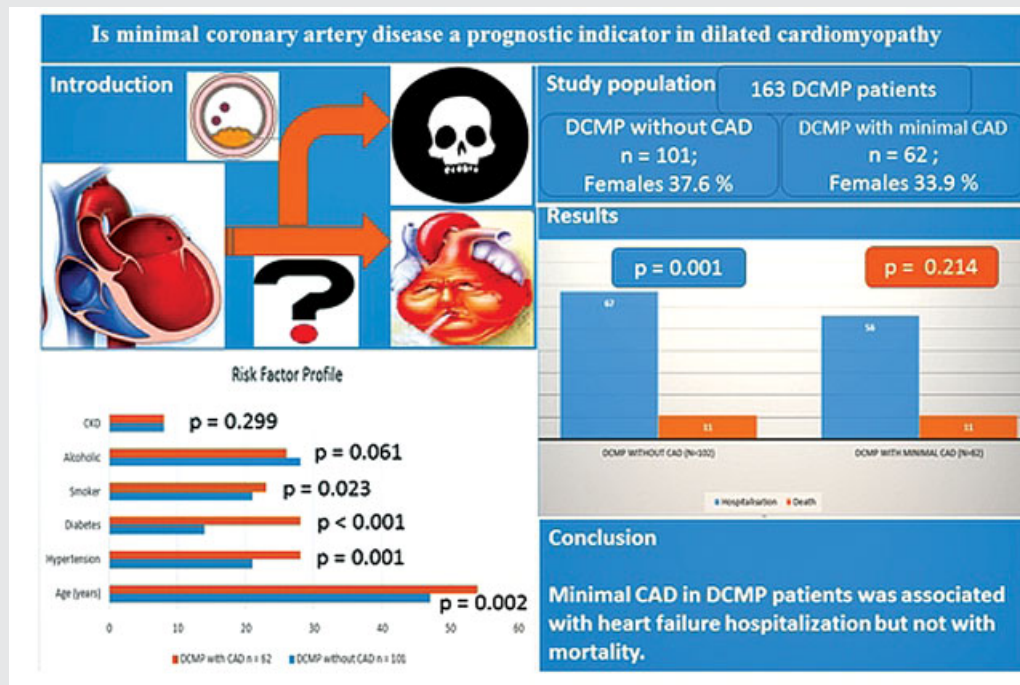 Is minimal coronary artery disease a prognostic indicator in dilated cardiomyopathy
Introduction
?
Study population
163 DCMP patients
DCMP without CAD
n = 101;
Females 37.6 %
DCMP with minimal CAD
n = 62 ;
Females 33.9 %
Results
p = 0.001
p = 0.214
62
56
11
11
DCMP WITHOUT CAD (N=102)
DCMP WITH MINIMAL CAD (N=62)
Hospitalisation
Death
Risk Factor Profile
CKD
p = 0.299
Alcoholic
p = 0.061
Smoker
p = 0.023
Diabetes
p < 0.001
Hypertension
p = 0.001
Age (years)
p = 0.002
0 10 20 30 40 50 60
DCMP with CAD n = 62
DCMP without CAD n = 101
Conclusion
Minimal CAD in DCMP patients was associated
with heart failure hospitalization but not with
mortality.